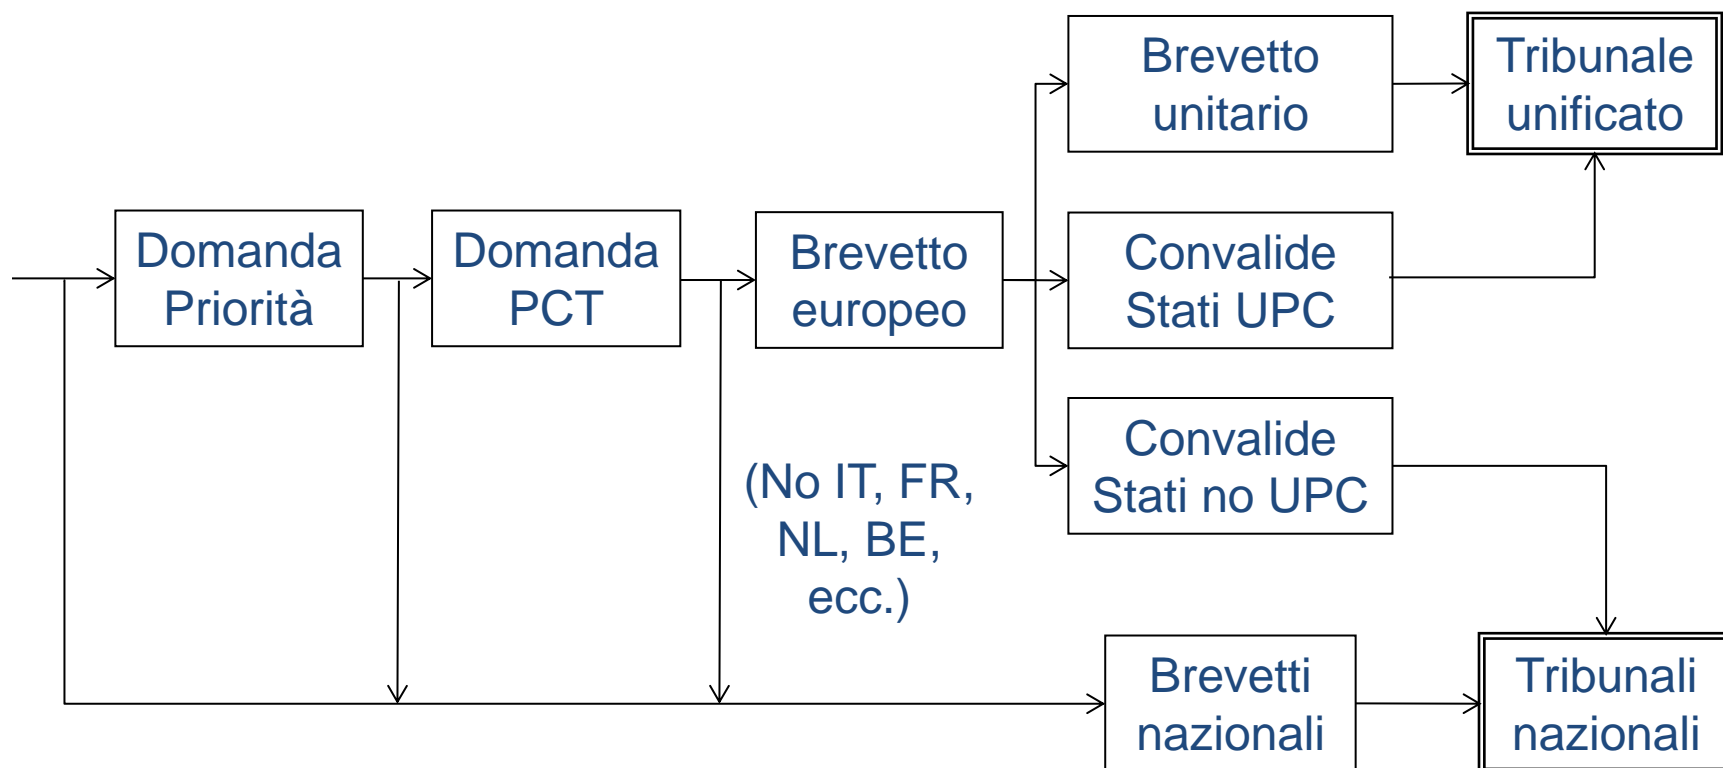 Brevetto
unitario
Tribunale
unificato
Domanda
Priorità
Domanda
PCT
Brevetto
europeo
Convalide
Stati UPC
Convalide
Stati no UPC
(No IT, FR,
NL, BE,
ecc.)
Brevetti
nazionali
Tribunali
nazionali